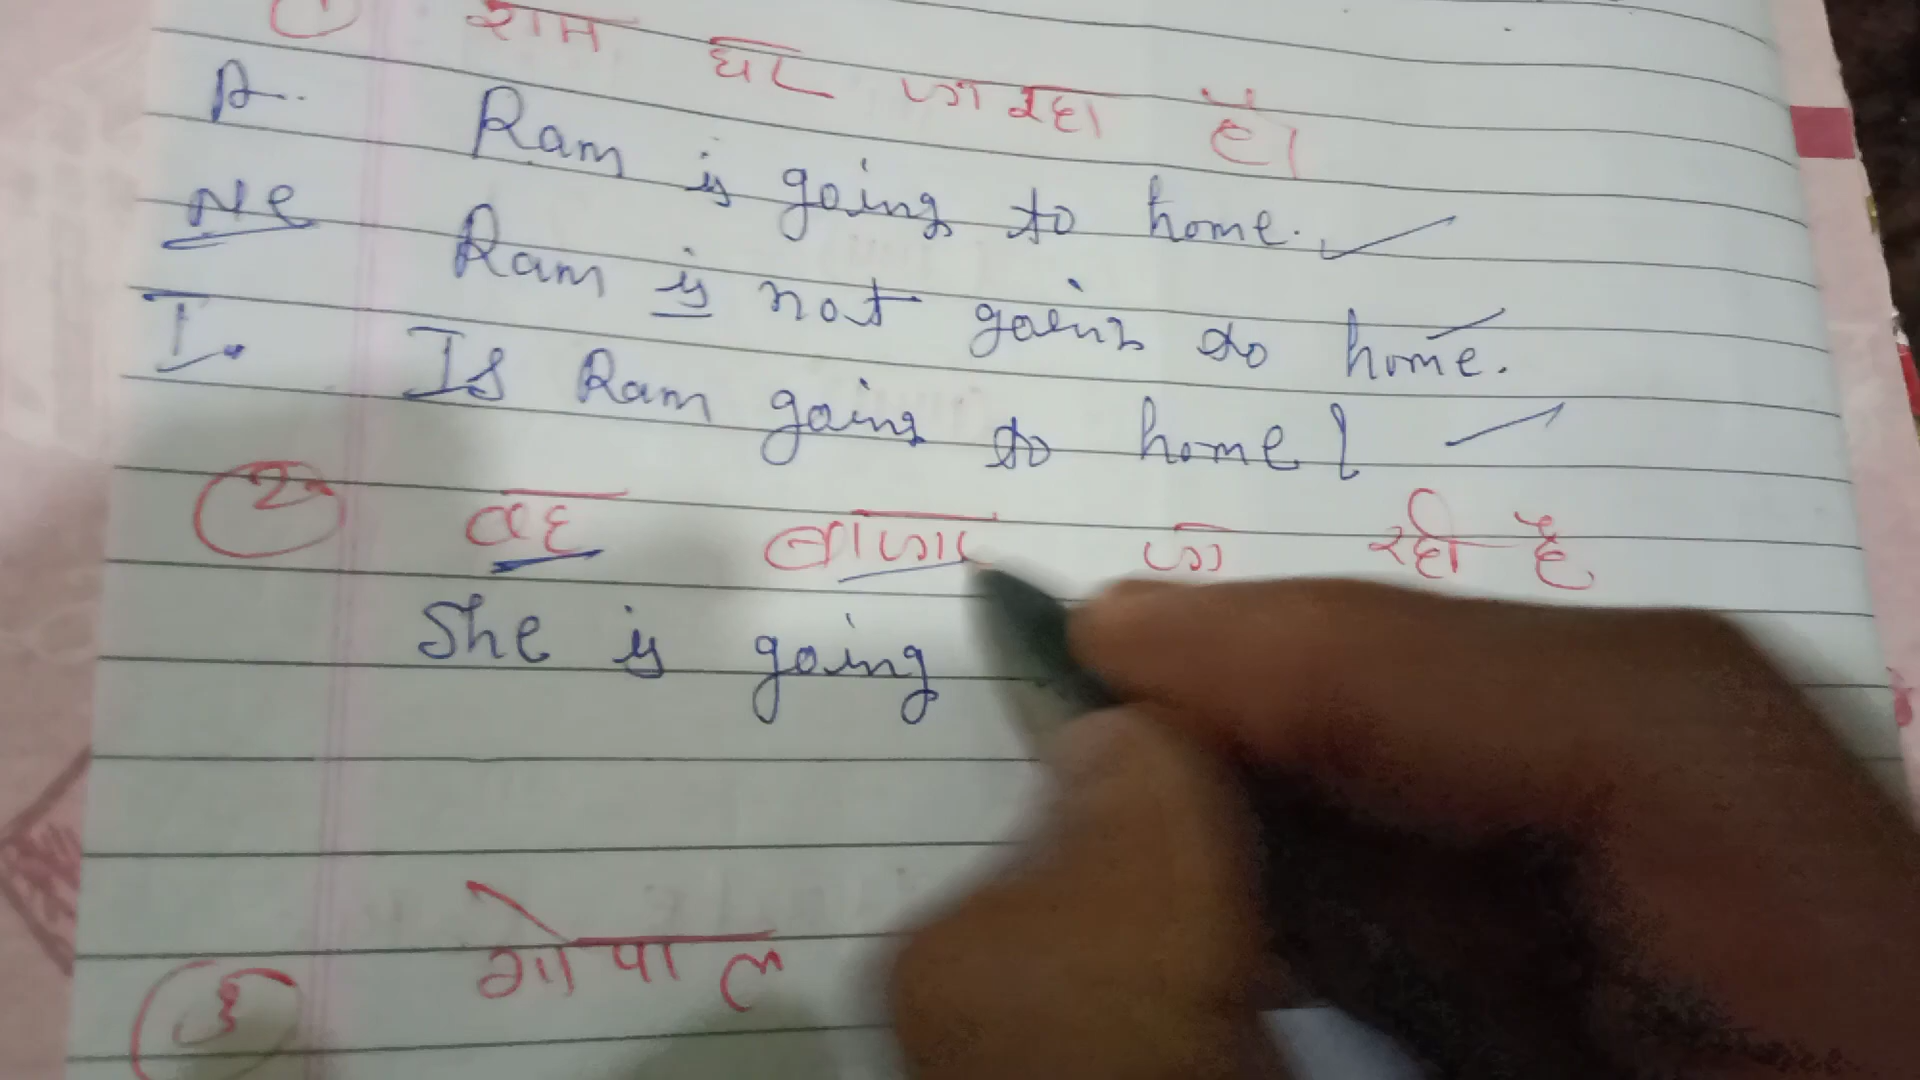 1 राम घर जा रहा है।
A. Ram is going to home.
Ne Ram is not going to home.
I. Is Ram going to home?
2 वह बाजार जा रही है
She is going
3 गोपाल